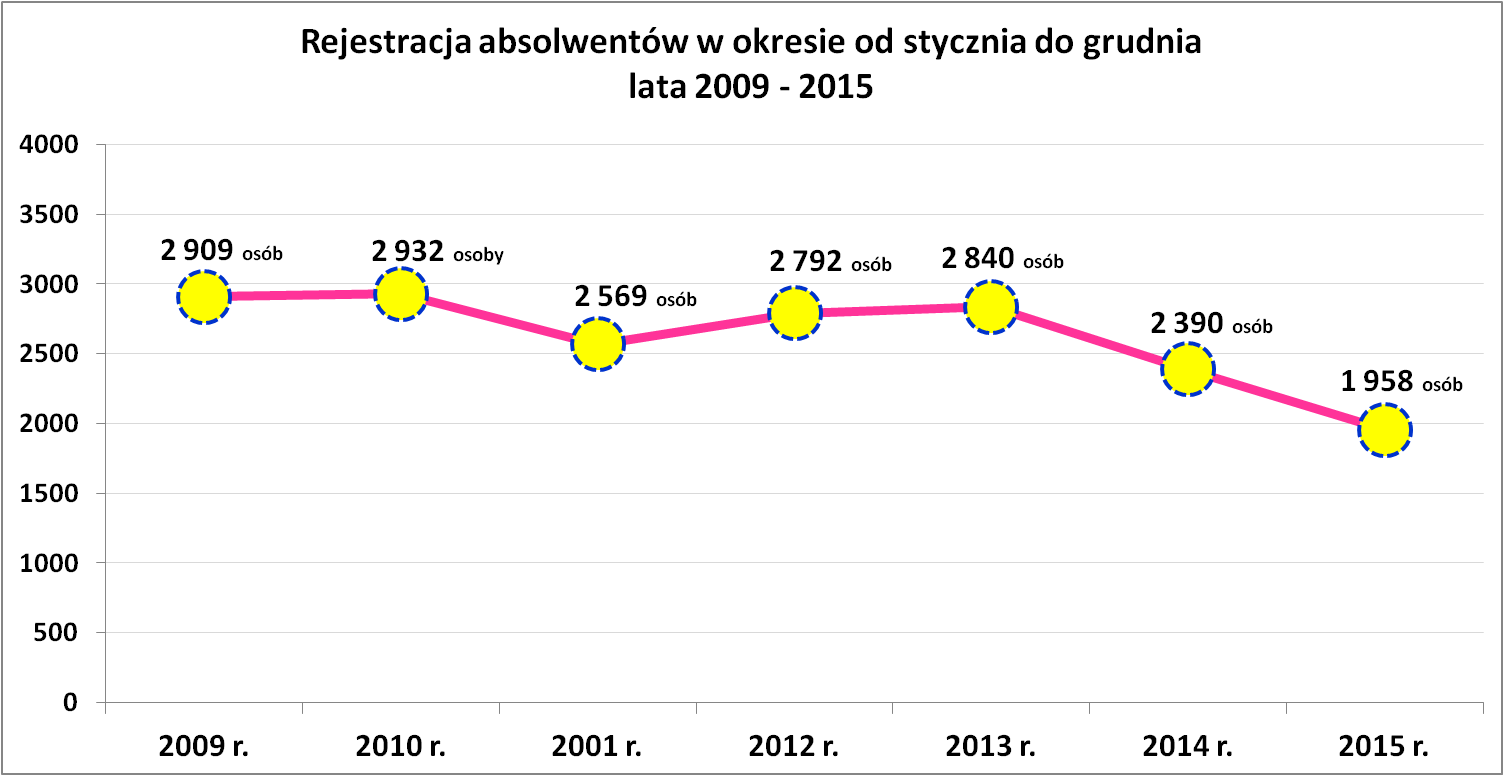 Rejestracja absolwentów w okresie od stycznia do grudnia
lata 2009 - 2015
4000
3500
3000
2500
2000
1500
1000
500
0
2 909 osób
2 932 osoby
2 569 osób
2 792 osób
2 840 osób
2 390 osób
1 958 osób
2009 r.
2010 r.
2001 r.
2012 r.
2013 r.
2014 r.
2015 r.